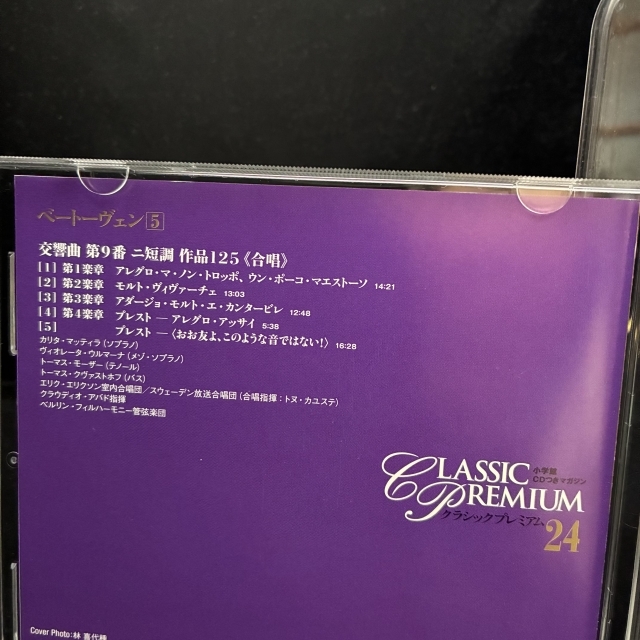 ベートーヴェン 5
交響曲 第9番 ニ短調 作品125《合唱》
[1] 第1楽章 アレグロ・マ・ノン・トロッポ、ウン・ポーコ・マエストーソ 14:21
[2] 第2楽章 モルト・ヴィヴァーチェ 13:03
[3] 第3楽章 アダージョ・モルト・エ・カンタービレ 12:48
[4] 第4楽章 プレスト — アレグロ・アッサイ 5:38
[5] プレスト —〈おお友よ、このような音ではない!〉 16:28
カリタ・マッティラ (ソプラノ)
ヴィオレータ・ウルマーナ (メゾ・ソプラノ)
トーマス・モーザー (テノール)
トーマス・クヴァストホフ (バス)
エリク・エリクソン室内合唱団/スウェーデン放送合唱団 (合唱指揮:トヌ・カユステ)
クラウディオ・アバド指揮
ベルリン・フィルハーモニー管弦楽団
CLASSIC PREMIUM
小学館
CDつきマガジン
クラシックプレミアム
24
Cover Photo:林 喜代種